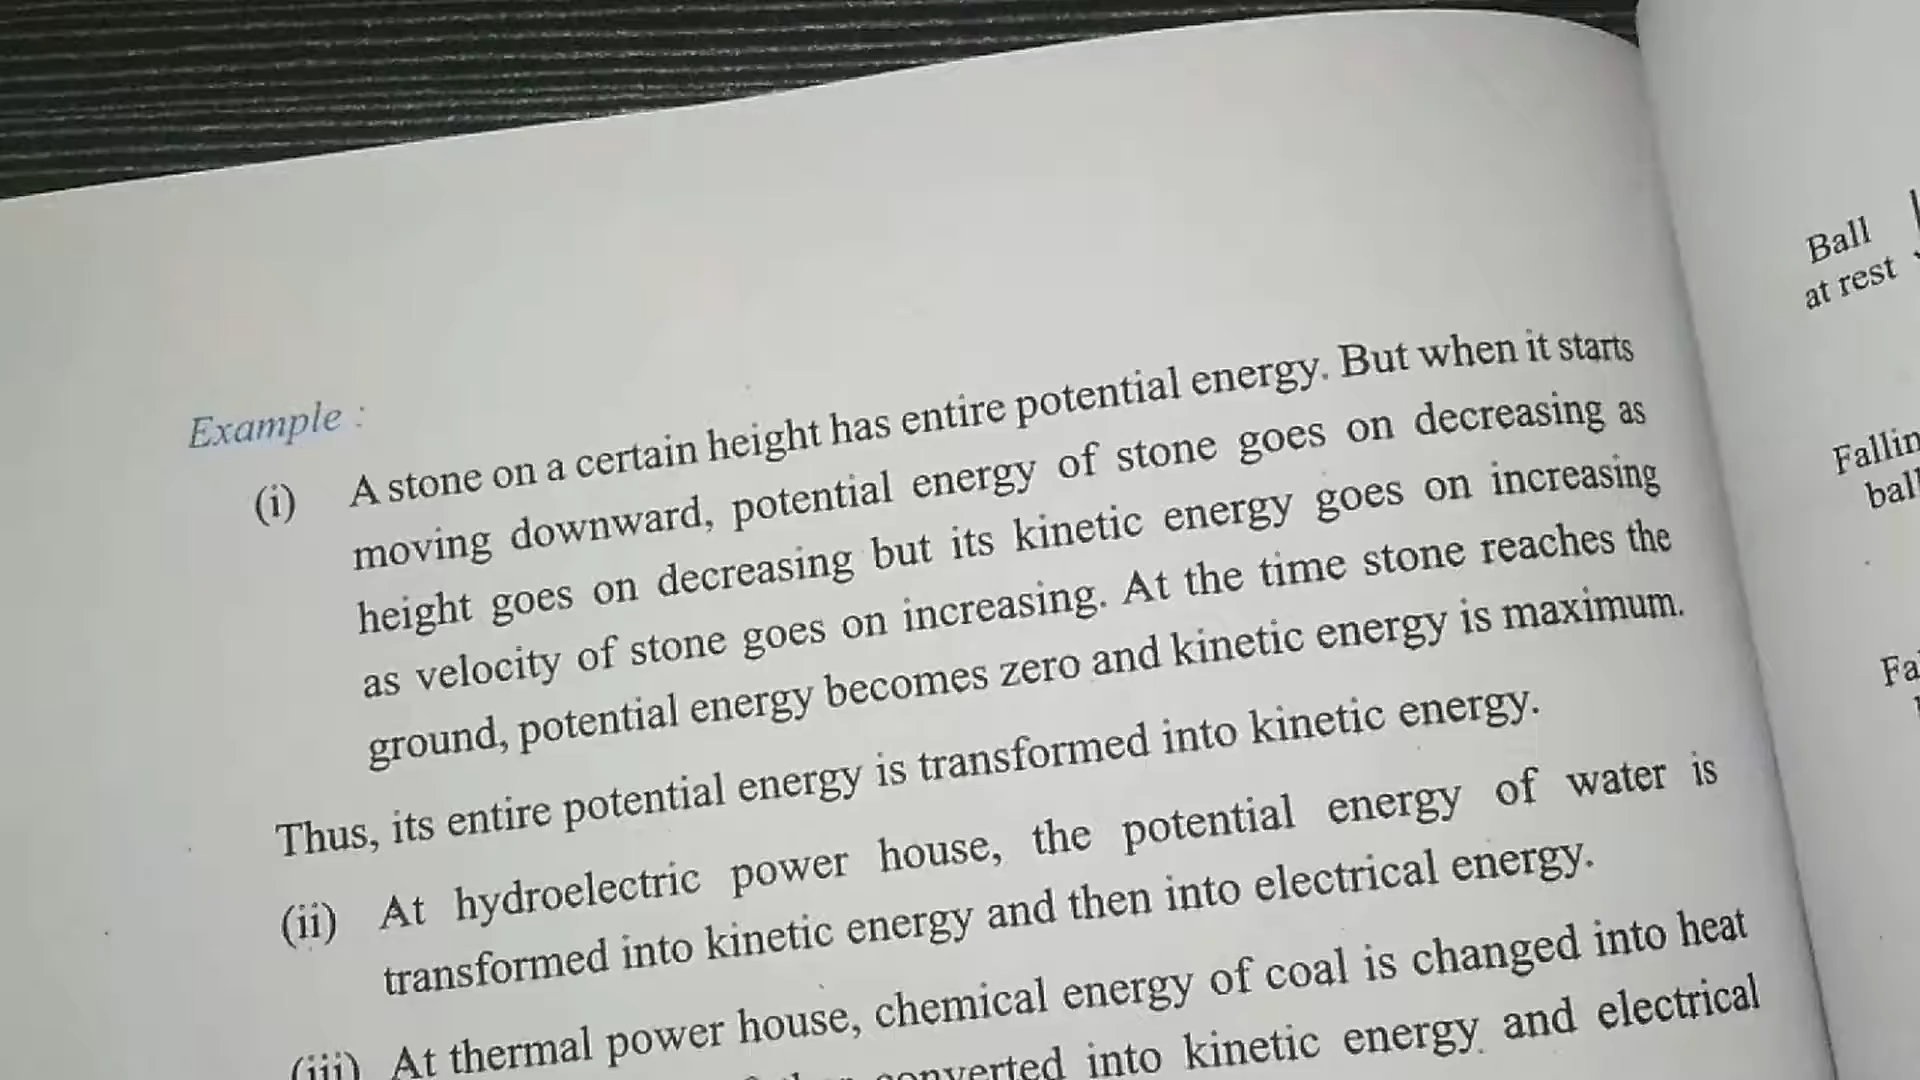 Example :
(i) A stone on a certain height has entire potential energy. But when it starts
moving downward, potential energy of stone goes on decreasing as
height goes on decreasing but its kinetic energy goes on increasing
as velocity of stone goes on increasing. At the time stone reaches the
ground, potential energy becomes zero and kinetic energy is maximum.
Thus, its entire potential energy is transformed into kinetic energy.
(ii) At hydroelectric power house, the potential energy of water is
transformed into kinetic energy and then into electrical energy.
(iii) At thermal power house, chemical energy of coal is changed into heat
converted into kinetic energy and electrical
Ball
at rest
ball